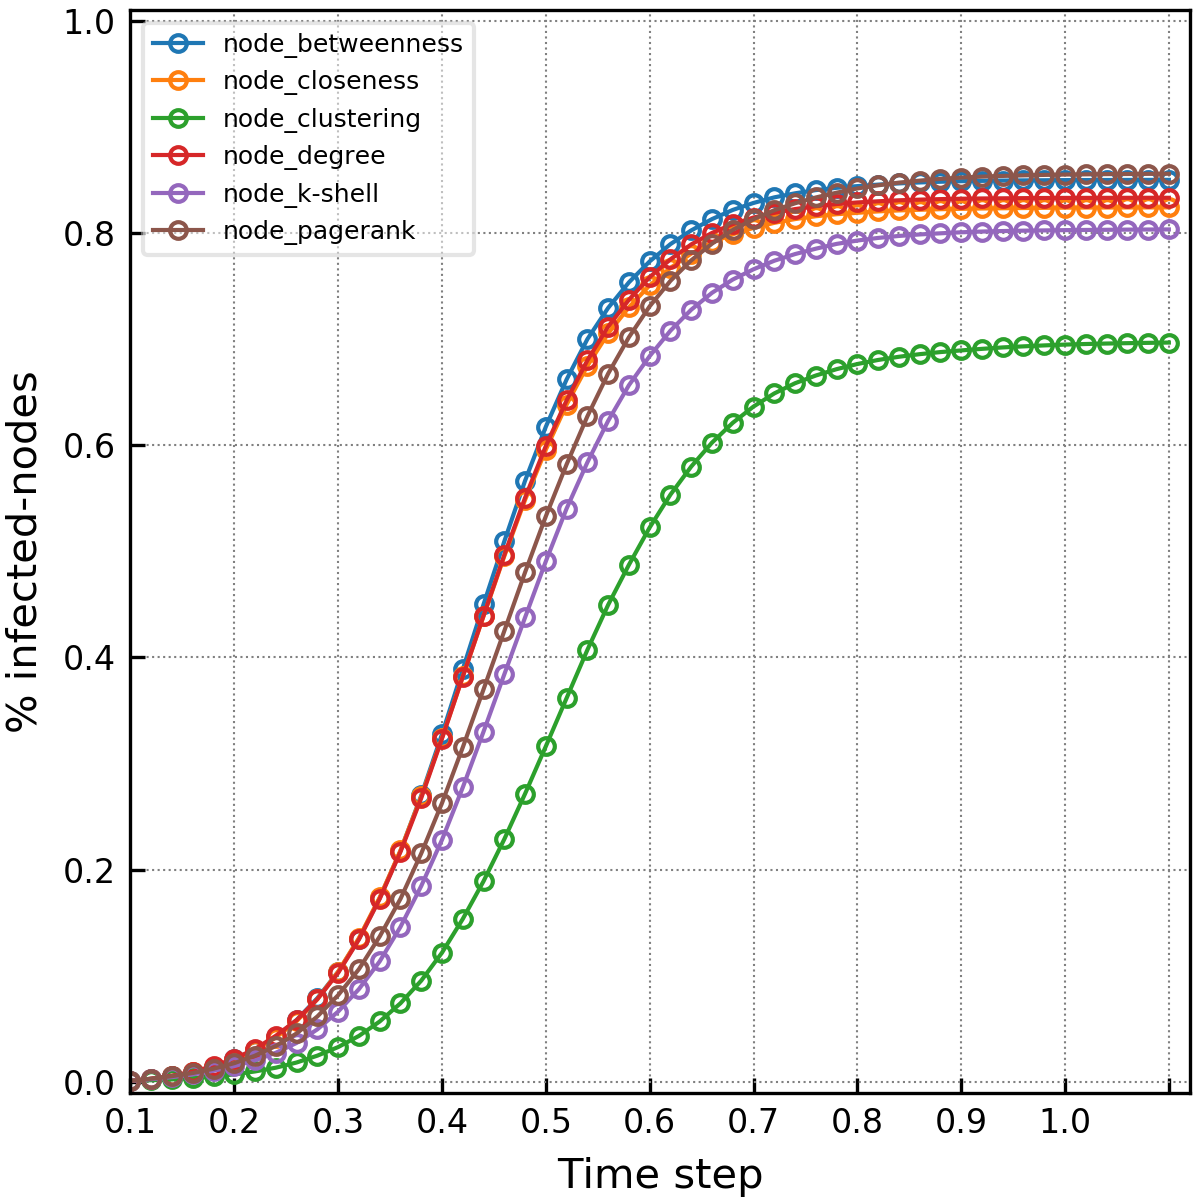 1.0
node_betweenness
node_closeness
node_clustering
node_degree
node_k-shell
node_pagerank
0.8
0.6
0.4
0.2
0.0
% infected-nodes
0.1 0.2 0.3 0.4 0.5 0.6 0.7 0.8 0.9 1.0
Time step